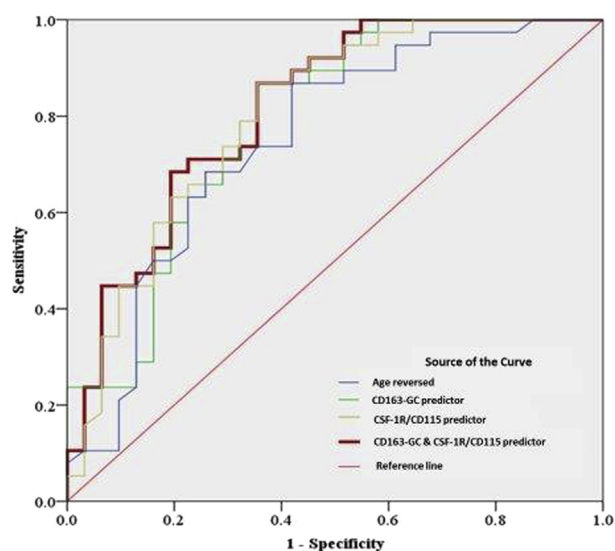 1.0
0.8
0.6
0.4
0.2
0.0
Sensitivity
Source of the Curve
Age reversed
CD163-GC predictor
CSF-1R/CD115 predictor
CD163-GC & CSF-1R/CD115 predictor
Reference line
0.0 0.2 0.4 0.6 0.8 1.0
1 - Specificity